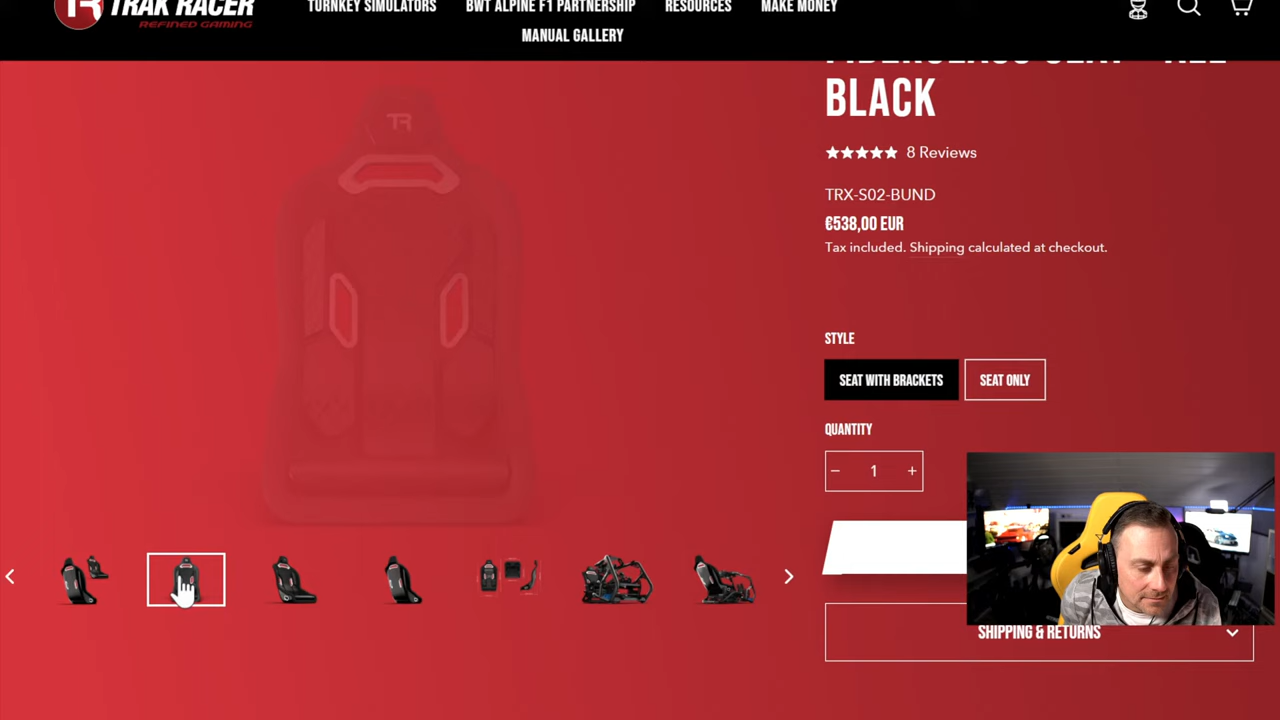 TRAK RACER
REFINED GAMING
TURNKEY SIMULATORS
BWT ALPINE F1 PARTNERSHIP
RESOURCES
MAKE MONEY
MANUAL GALLERY
BLACK
8 Reviews
TRX-S02-BUND
€538,00 EUR
Tax included. Shipping calculated at checkout.
STYLE
SEAT WITH BRACKETS
SEAT ONLY
QUANTITY
− 1 +
SHIPPING & RETURNS
TR